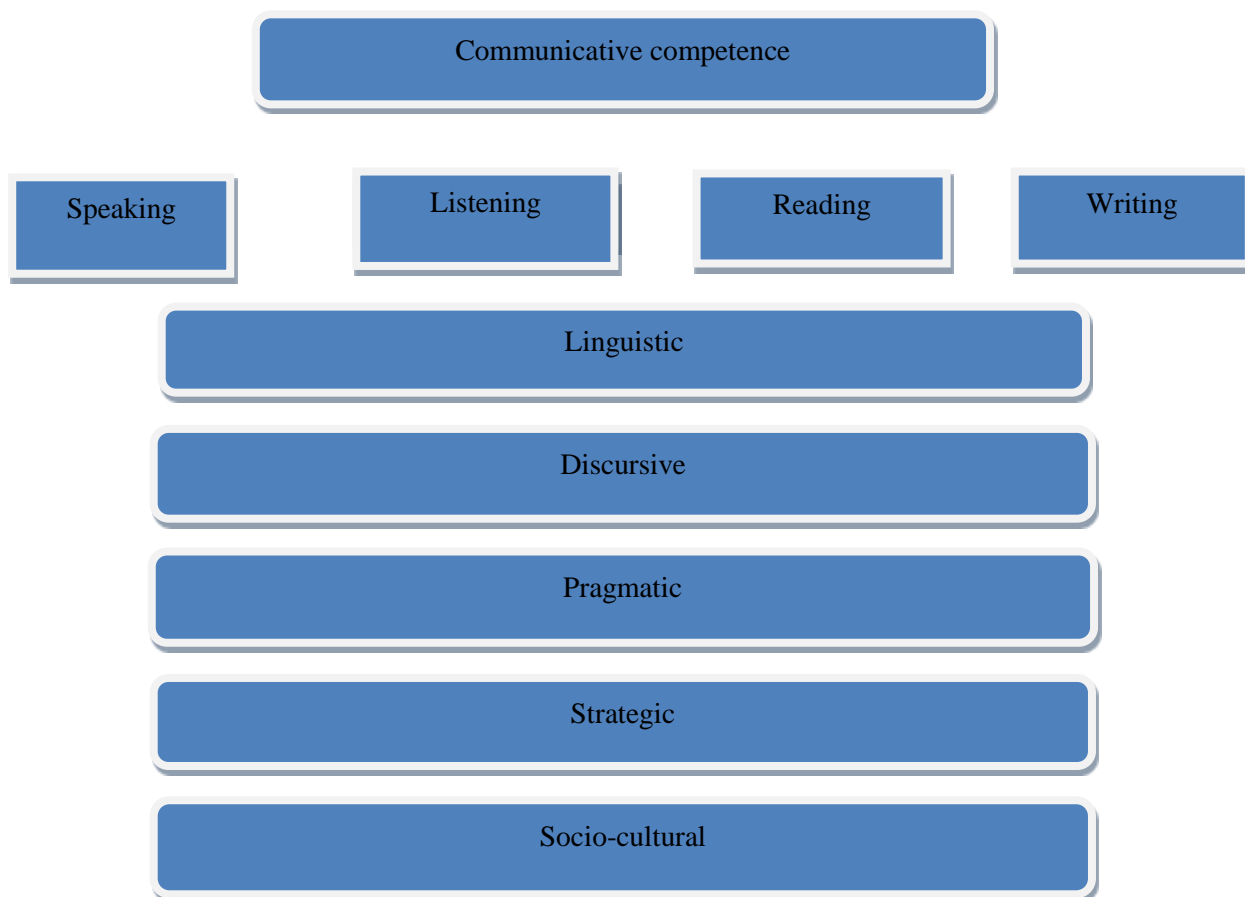 Communicative competence
Speaking
Listening
Reading
Writing
Linguistic
Discursive
Pragmatic
Strategic
Socio-cultural